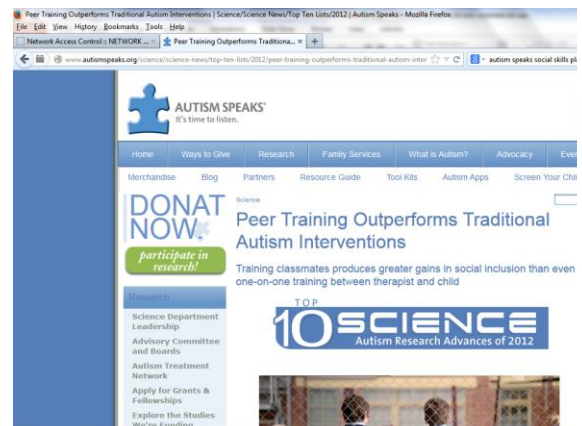 Peer Training Outperforms Traditional Autism Interventions | Science/Science News/Top Ten Lists/2012 | Autism Speaks - Mozilla Firefox
File Edit View History Bookmarks Tools Help
Network Access Control :: NETWORK ... × Peer Training Outperforms Traditiona... × +
www.autismspeaks.org/science/science-news/top-ten-lists/2012/peer-training-outperforms-traditional-autism-inter autism speaks social skills pl
AUTISM SPEAKS
It's time to listen.
Home Ways to Give Research Family Services What is Autism? Advocacy Even
Merchandise Blog Partners Resource Guide Tool Kits Autism Apps Screen Your Chil
DONATE
NOW
participate in
research!
Science
Peer Training Outperforms Traditional
Autism Interventions
Training classmates produces greater gains in social inclusion than even
one-on-one training between therapist and child
TOP
10 SCIENCE
Autism Research Advances of 2012
Research
Science Department
Leadership
Advisory Committee
and Boards
Autism Treatment
Network
Apply for Grants &
Fellowships
Explore the Studies
We're Funding